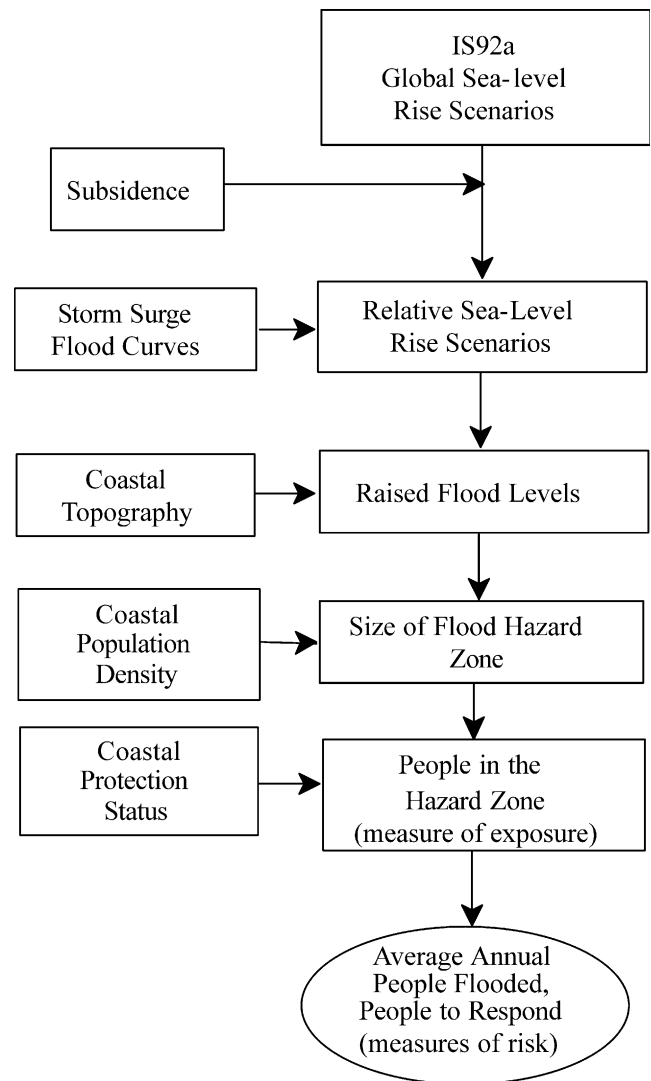 IS92a
Global Sea-level
Rise Scenarios
Subsidence
Storm Surge
Flood Curves
Relative Sea-Level
Rise Scenarios
Coastal
Topography
Raised Flood Levels
Coastal
Population
Density
Size of Flood Hazard
Zone
Coastal
Protection
Status
People in the
Hazard Zone
(measure of exposure)
Average Annual
People Flooded,
People to Respond
(measures of risk)